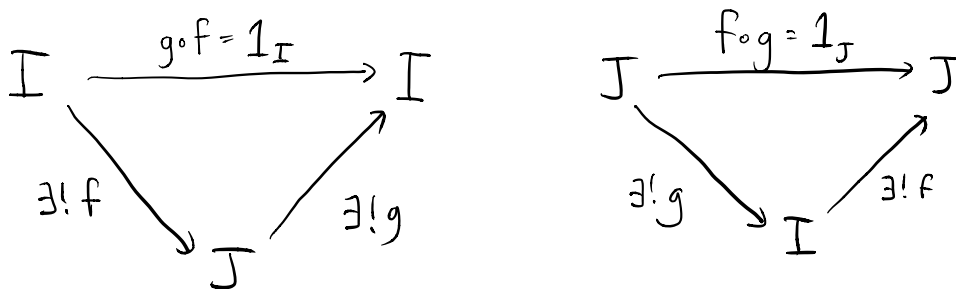 g∘f = 1_I
I I
∃! f ∃! g
J
f∘g = 1_J
J J
∃! g ∃! f
I